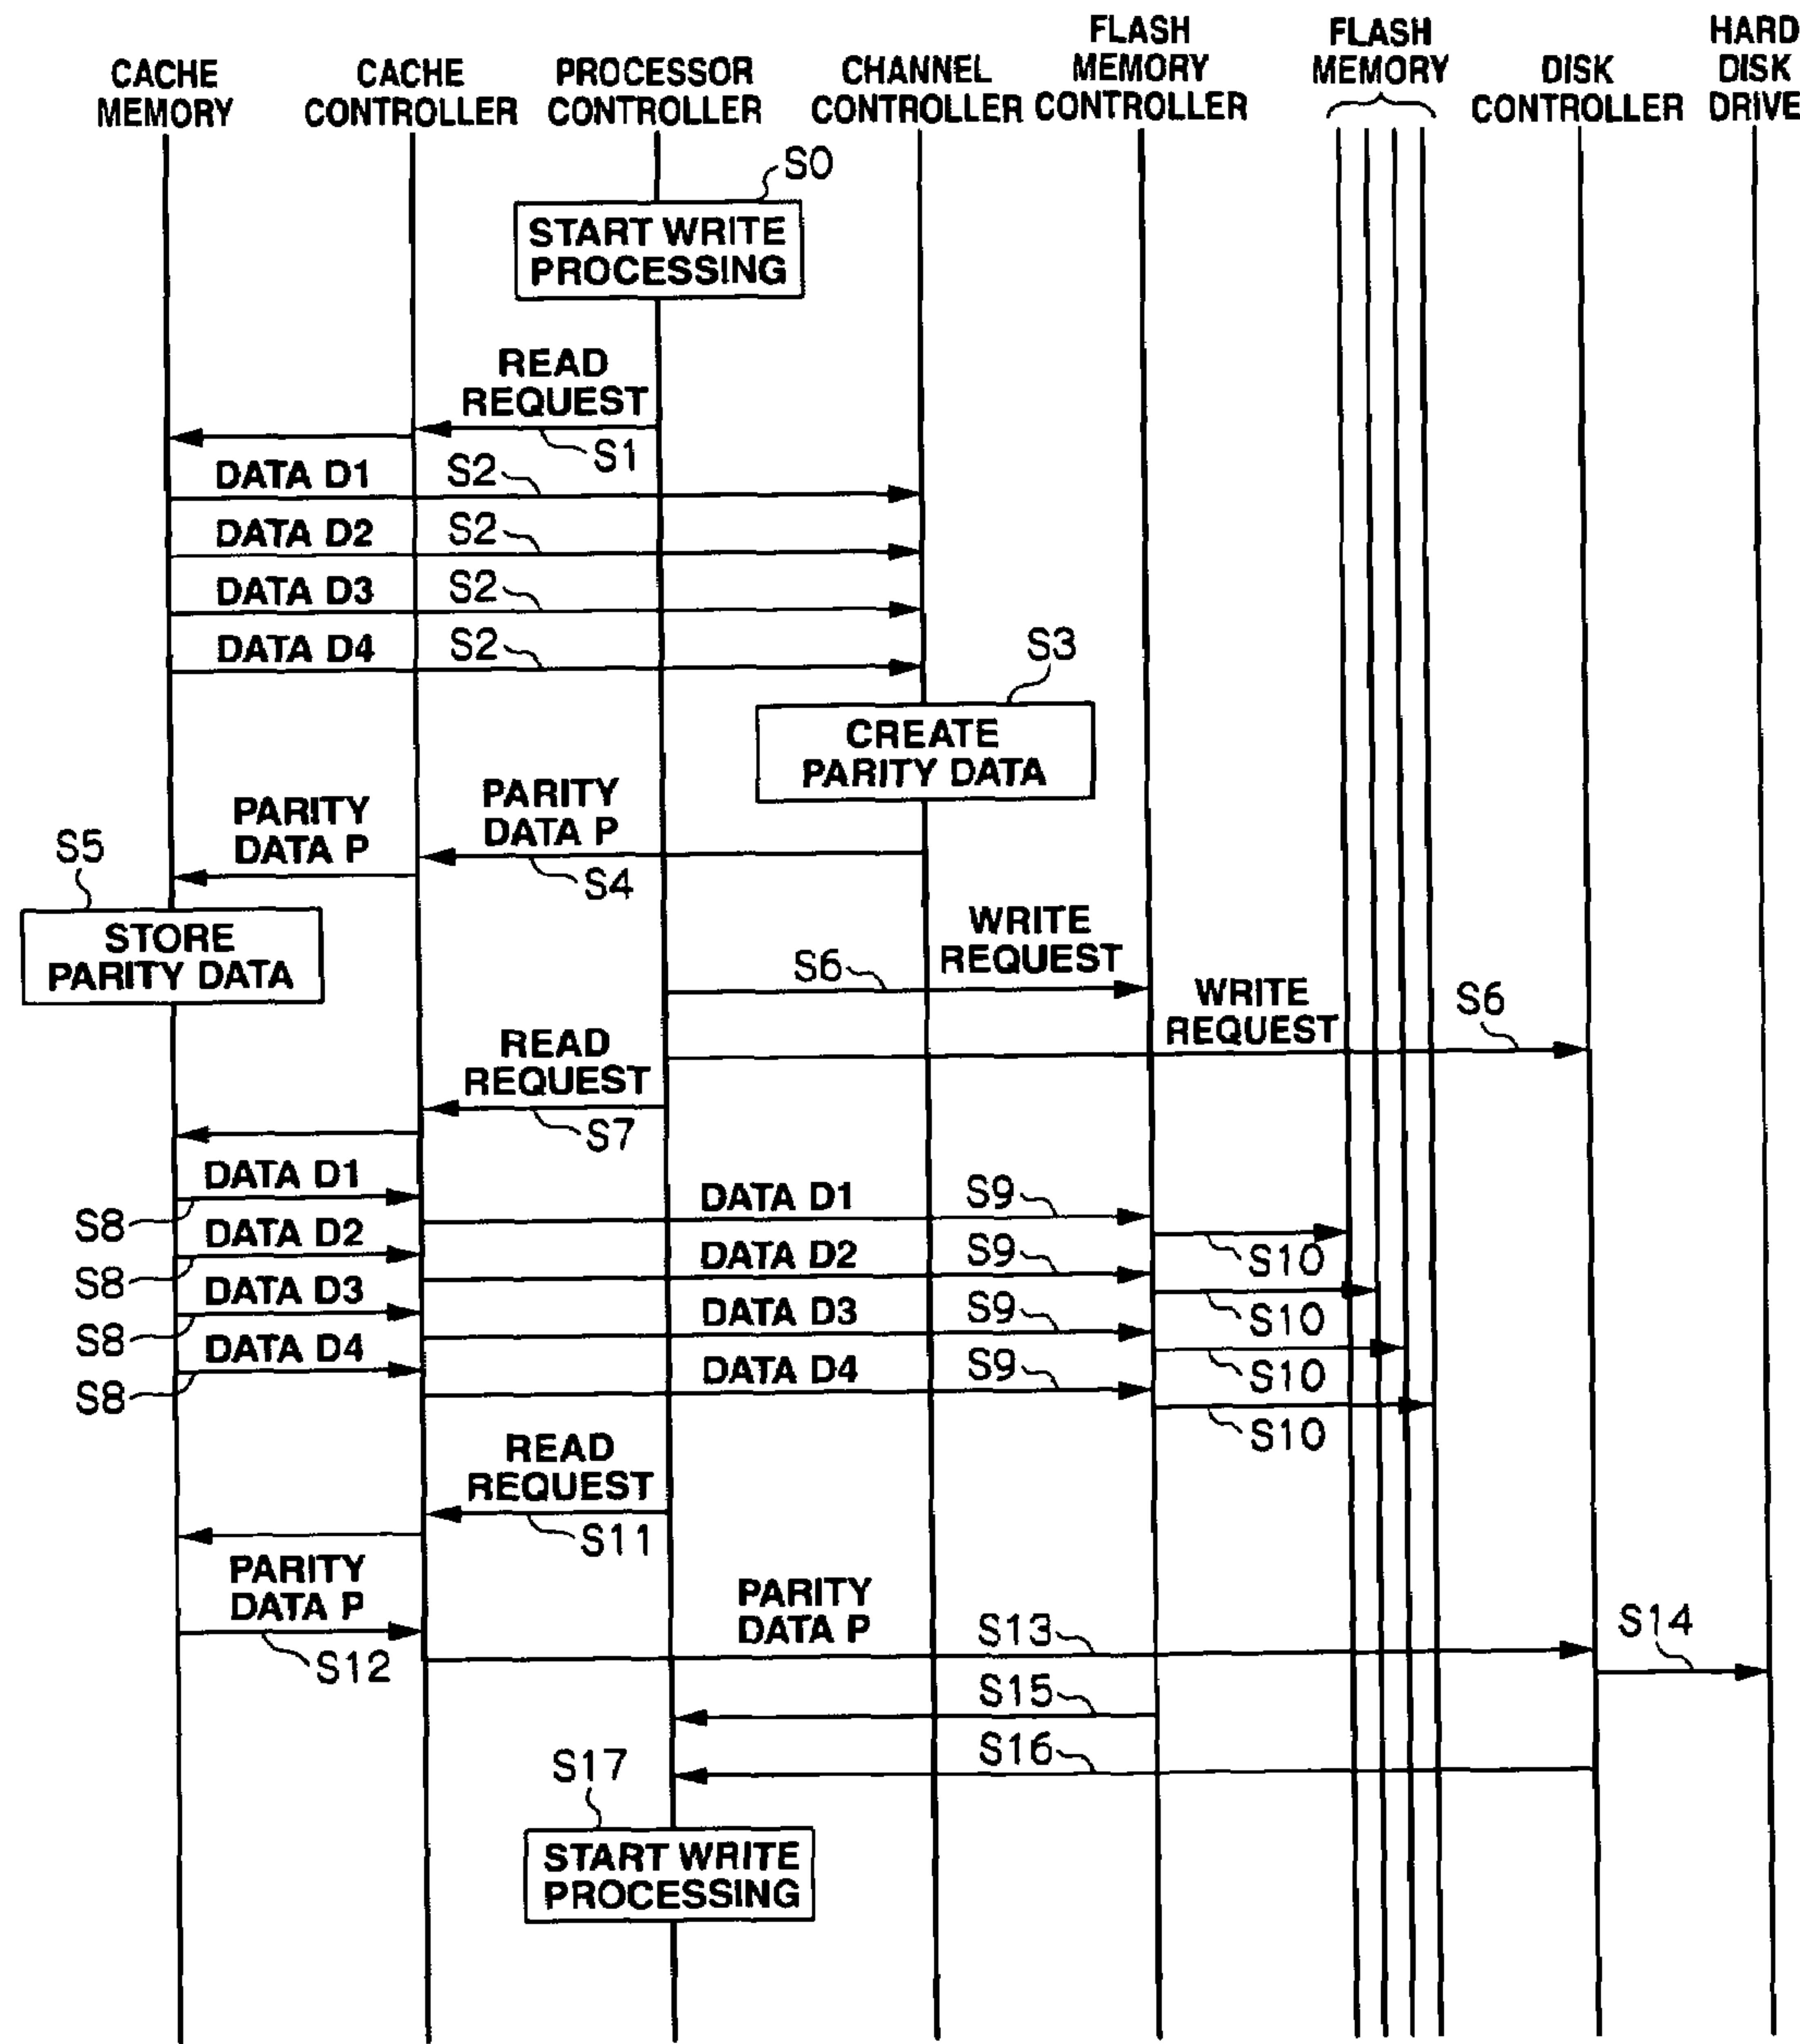 CACHE
MEMORY
CACHE
CONTROLLER
PROCESSOR
CONTROLLER
CHANNEL
CONTROLLER
FLASH
MEMORY
CONTROLLER
FLASH
MEMORY
DISK
CONTROLLER
HARD
DISK
DRIVE
S0
START WRITE
PROCESSING
READ
REQUEST
S1
DATA D1
S2
DATA D2
S2
DATA D3
S2
DATA D4
S2
S3
CREATE
PARITY DATA
PARITY
DATA P
PARITY
DATA P
S4
S5
STORE
PARITY DATA
WRITE
REQUEST
S6
WRITE
REQUEST
S6
READ
REQUEST
S7
DATA D1
S8
DATA D1
S9
S10
DATA D2
S8
DATA D2
S9
S10
DATA D3
S8
DATA D3
S9
S10
DATA D4
S8
DATA D4
S9
S10
READ
REQUEST
S11
PARITY
DATA P
S12
PARITY
DATA P
S13
S14
S15
S16
S17
START WRITE
PROCESSING